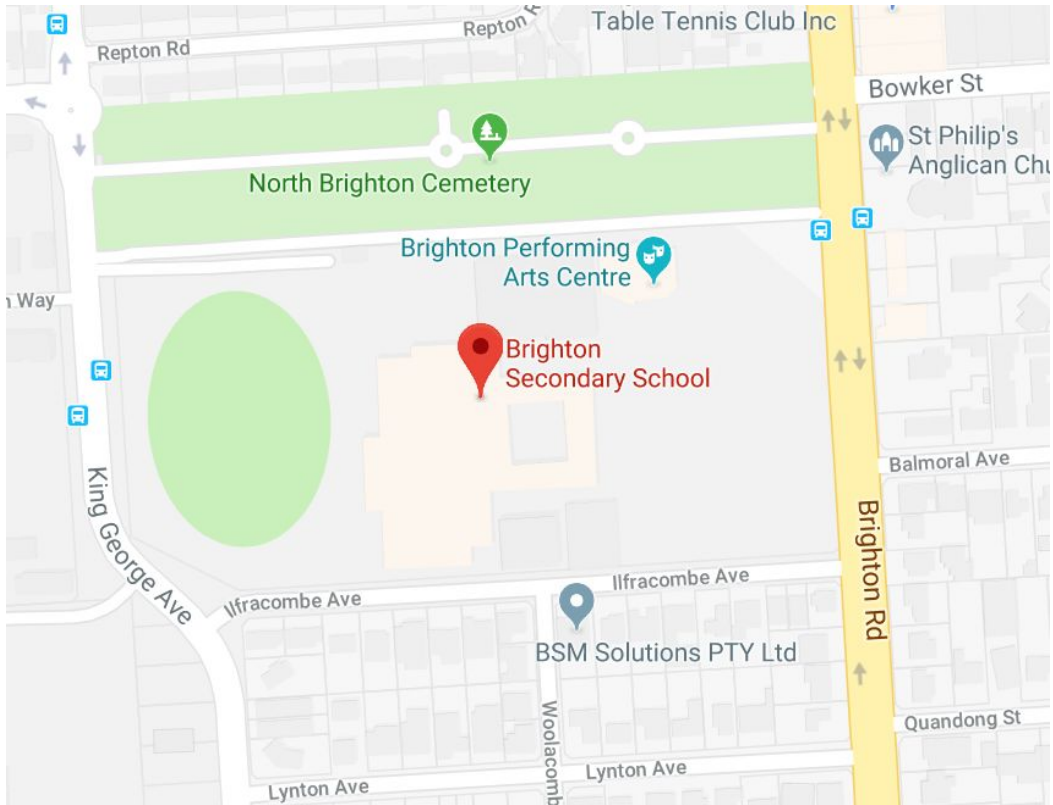 Table Tennis Club Inc
Repton Rd
Repton R
Bowker St
St Philip's
Anglican Chu
North Brighton Cemetery
Brighton Performing
Arts Centre
n Way
Brighton
Secondary School
Balmoral Ave
King George Ave
Brighton Rd
Ilfracombe Ave
Ilfracombe Ave
BSM Solutions PTY Ltd
Woolacomb
Quandong St
Lynton Ave
Lynton Ave